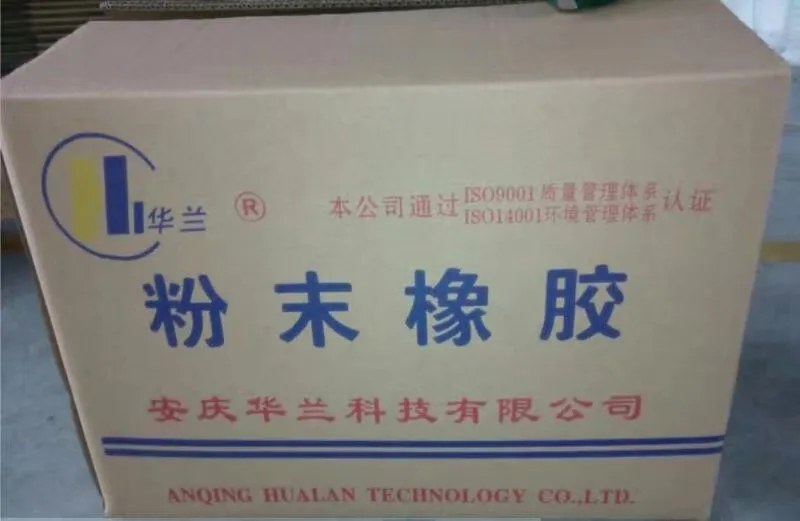 华兰 ®
本公司通过 ISO9001质量管理体系 认证
ISO14001环境管理体系
粉末橡胶
安庆华兰科技有限公司
ANQING HUALAN TECHNOLOGY CO.,LTD.